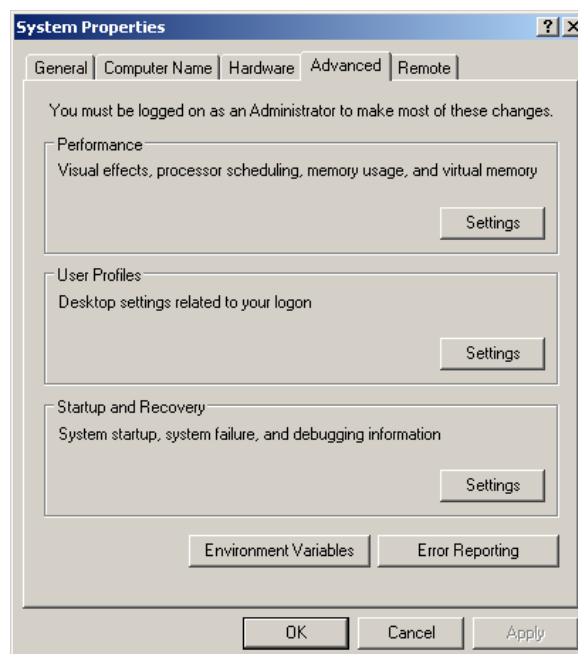 System Properties
General Computer Name Hardware Advanced Remote
You must be logged on as an Administrator to make most of these changes.
Performance
Visual effects, processor scheduling, memory usage, and virtual memory
Settings
User Profiles
Desktop settings related to your logon
Settings
Startup and Recovery
System startup, system failure, and debugging information
Settings
Environment Variables Error Reporting
OK Cancel Apply